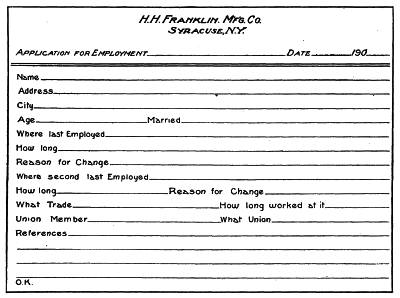 H.H. FRANKLIN. MFG. CO.
SYRACUSE, N.Y.
APPLICATION FOR EMPLOYMENT DATE 190
Name
Address
City
Age Married
Where last Employed
How long
Reason for Change
Where second last Employed
How long Reason for Change
What Trade How long worked at it
Union Member What Union
References
O.K.